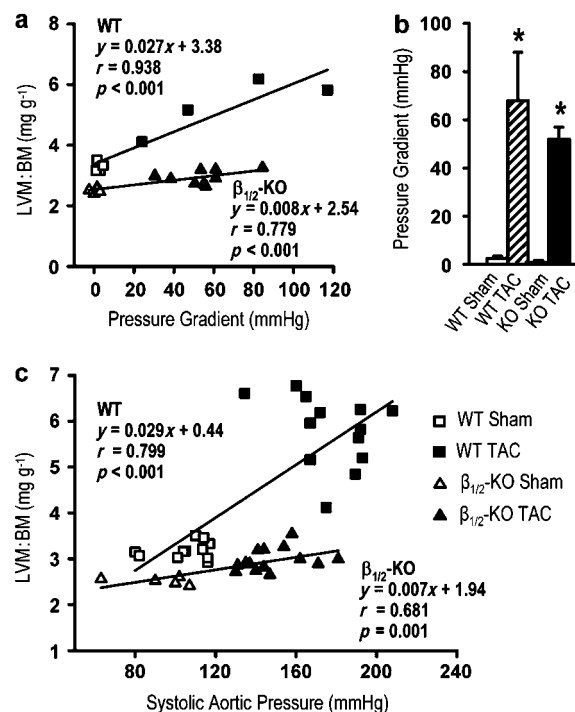 a
WT
y = 0.027x + 3.38
r = 0.938
p < 0.001
LVM:BM (mg g⁻¹)
8
6
4
2
0
β1/2-KO
y = 0.008x + 2.54
r = 0.779
p < 0.001
0 20 40 60 80 100 120
Pressure Gradient (mmHg)
b
Pressure Gradient (mmHg)
100
80
60
40
20
0
* *
WT Sham
WT TAC
KO Sham
KO TAC
c
WT
y = 0.029x + 0.44
r = 0.799
p < 0.001
LVM:BM (mg g⁻¹)
7
6
5
4
3
2
1
β1/2-KO
y = 0.007x + 1.94
r = 0.681
p = 0.001
40 80 120 160 200 240
Systolic Aortic Pressure (mmHg)
WT Sham
WT TAC
β1/2-KO Sham
β1/2-KO TAC